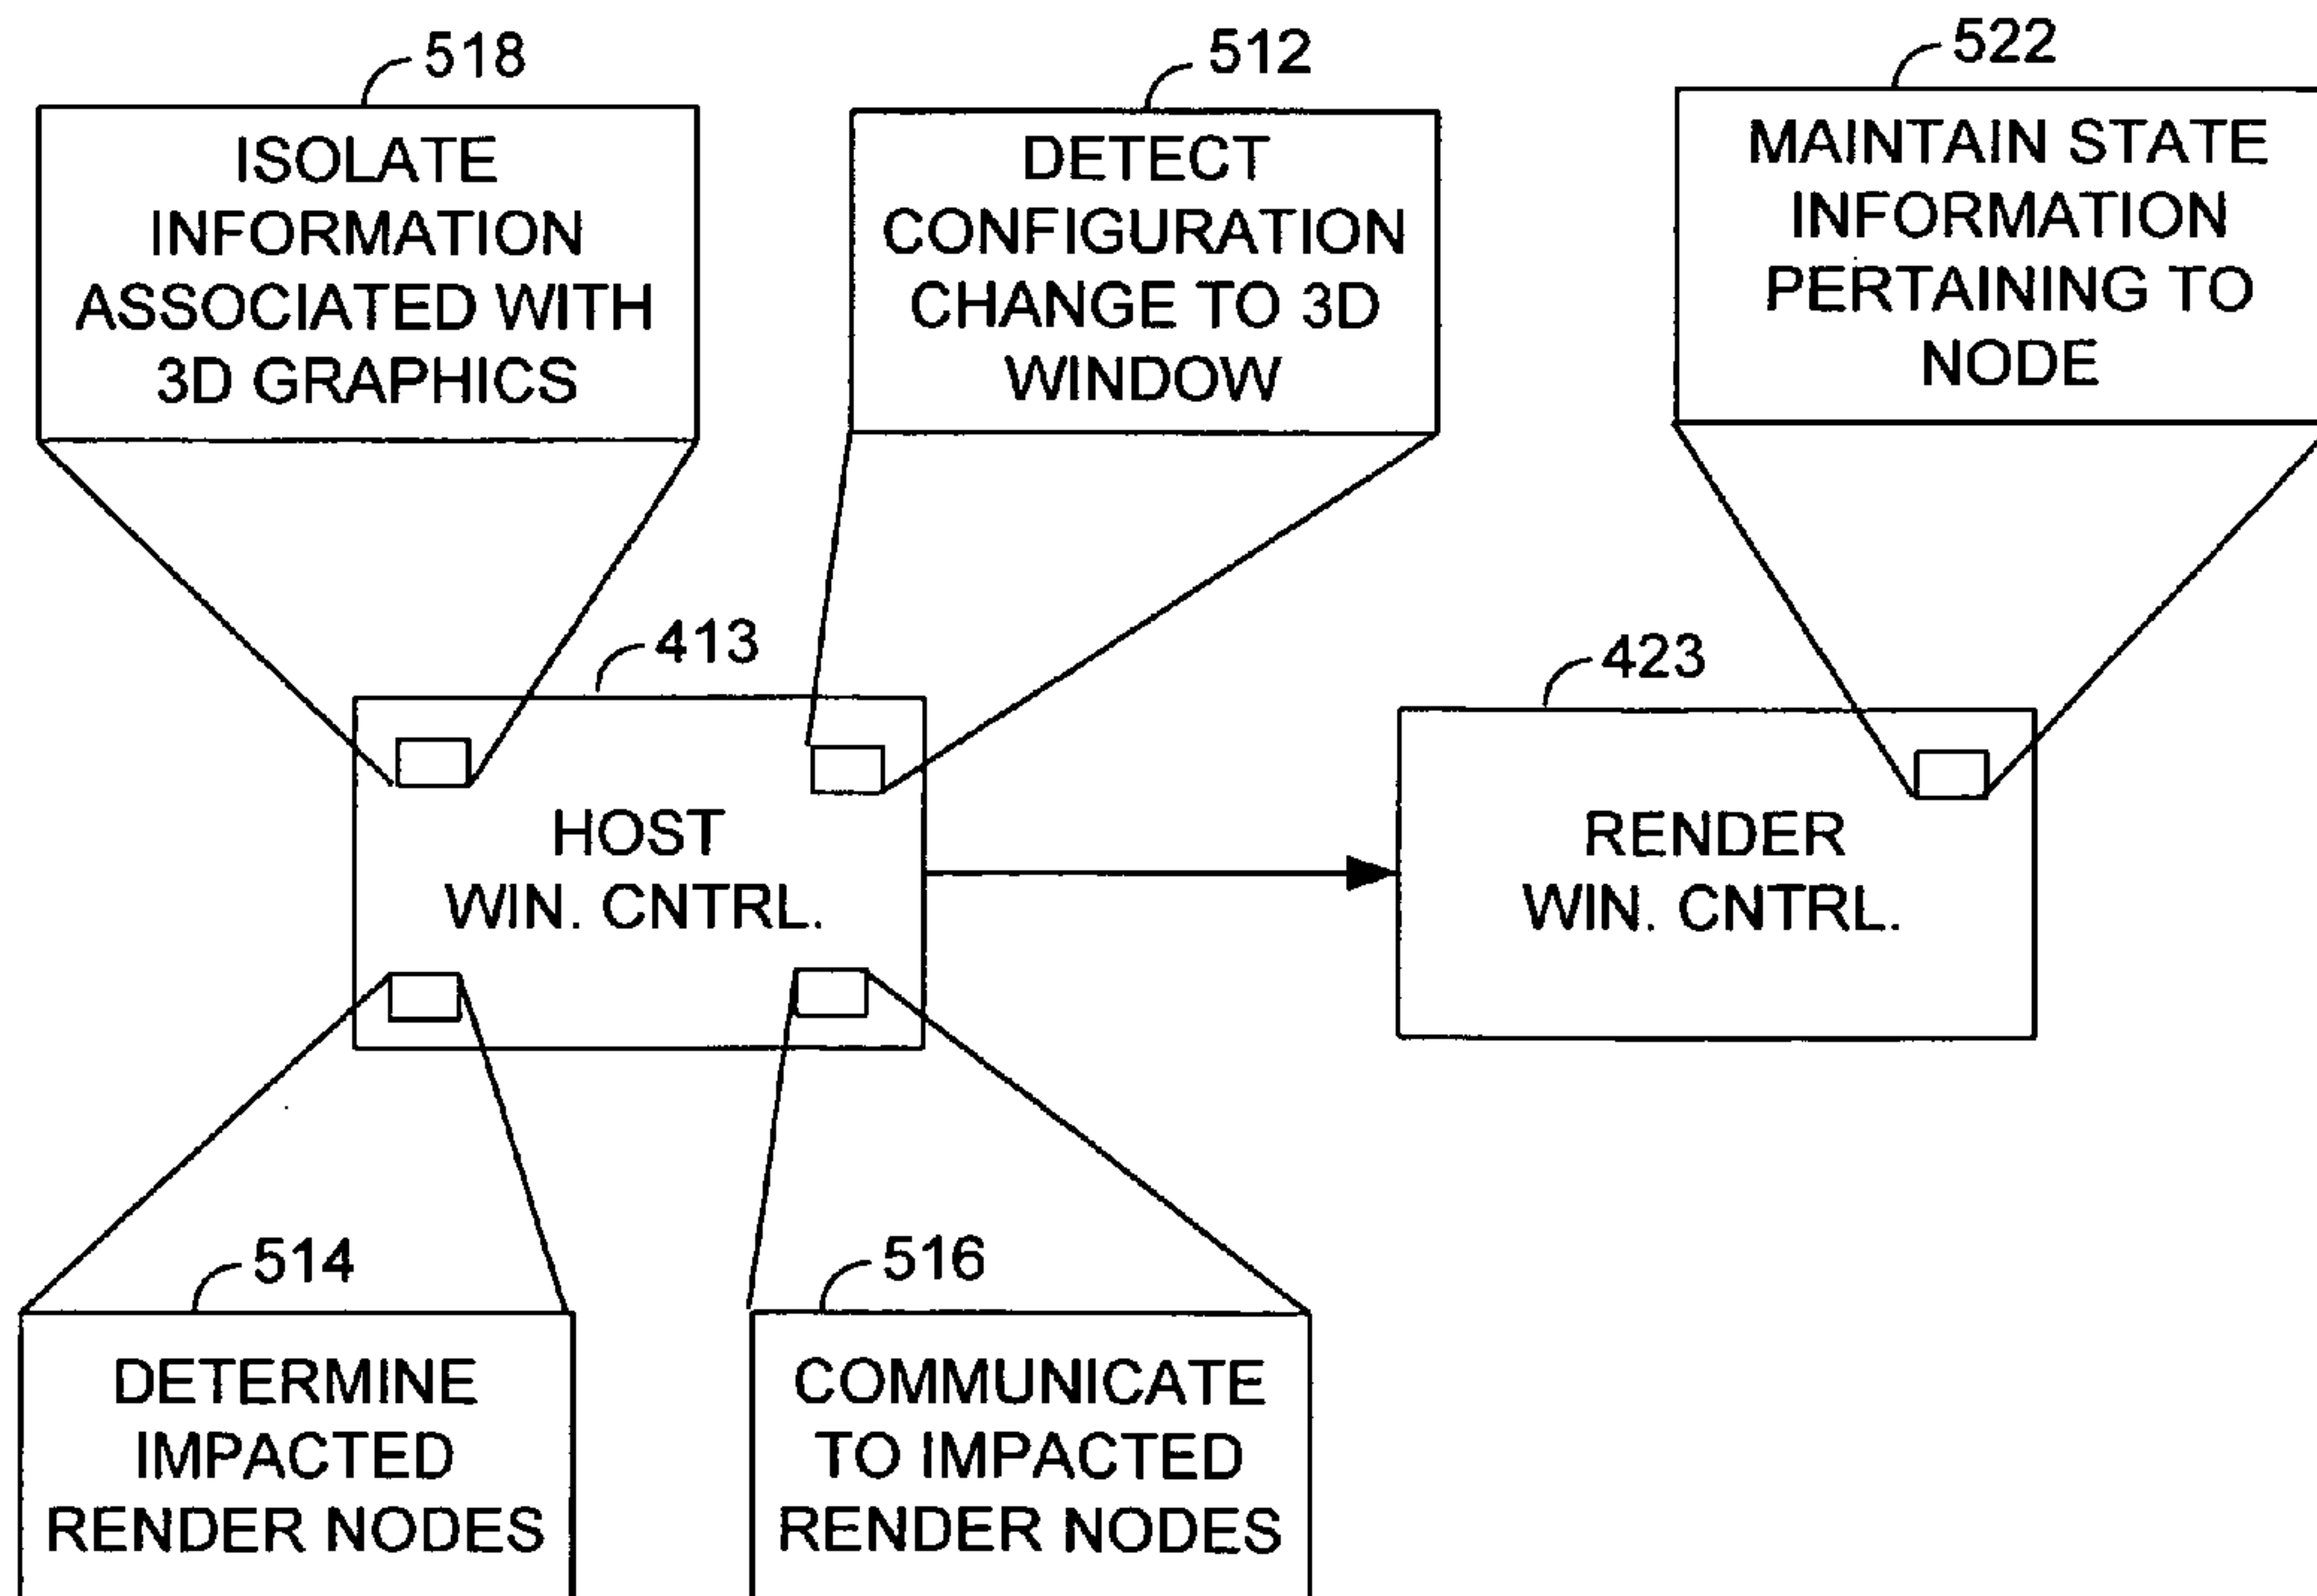 518
ISOLATE
INFORMATION
ASSOCIATED WITH
3D GRAPHICS
512
DETECT
CONFIGURATION
CHANGE TO 3D
WINDOW
522
MAINTAIN STATE
INFORMATION
PERTAINING TO
NODE
413
HOST
WIN. CNTRL.
423
RENDER
WIN. CNTRL.
514
DETERMINE
IMPACTED
RENDER NODES
516
COMMUNICATE
TO IMPACTED
RENDER NODES